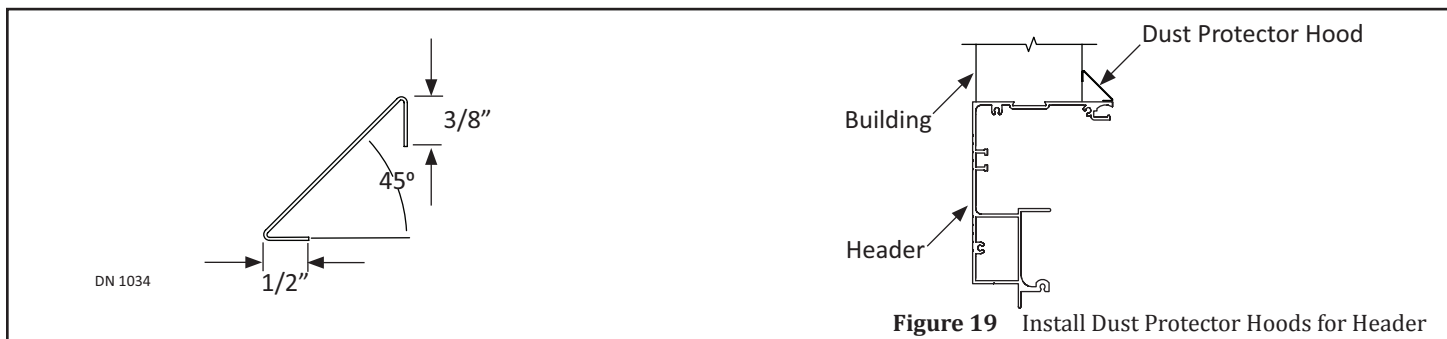 3/8”
45º
1/2”
DN 1034
Dust Protector Hood
Building
Header
Figure 19 Install Dust Protector Hoods for Header